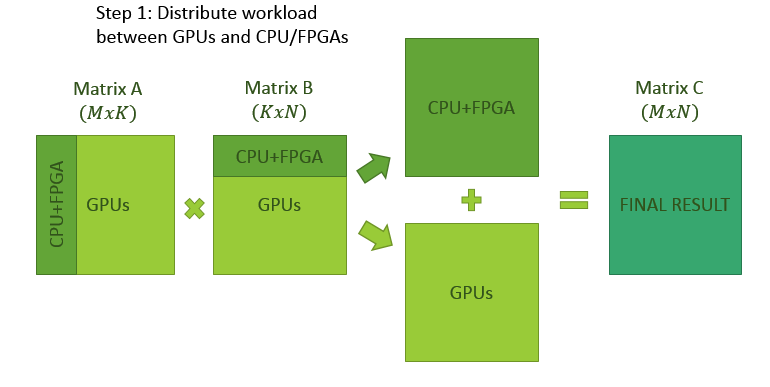 Step 1: Distribute workload
between GPUs and CPU/FPGAs
Matrix A
(MxK)
Matrix B
(KxN)
Matrix C
(MxN)
CPU+FPGA
GPUs
CPU+FPGA
GPUs
CPU+FPGA
GPUs
FINAL RESULT